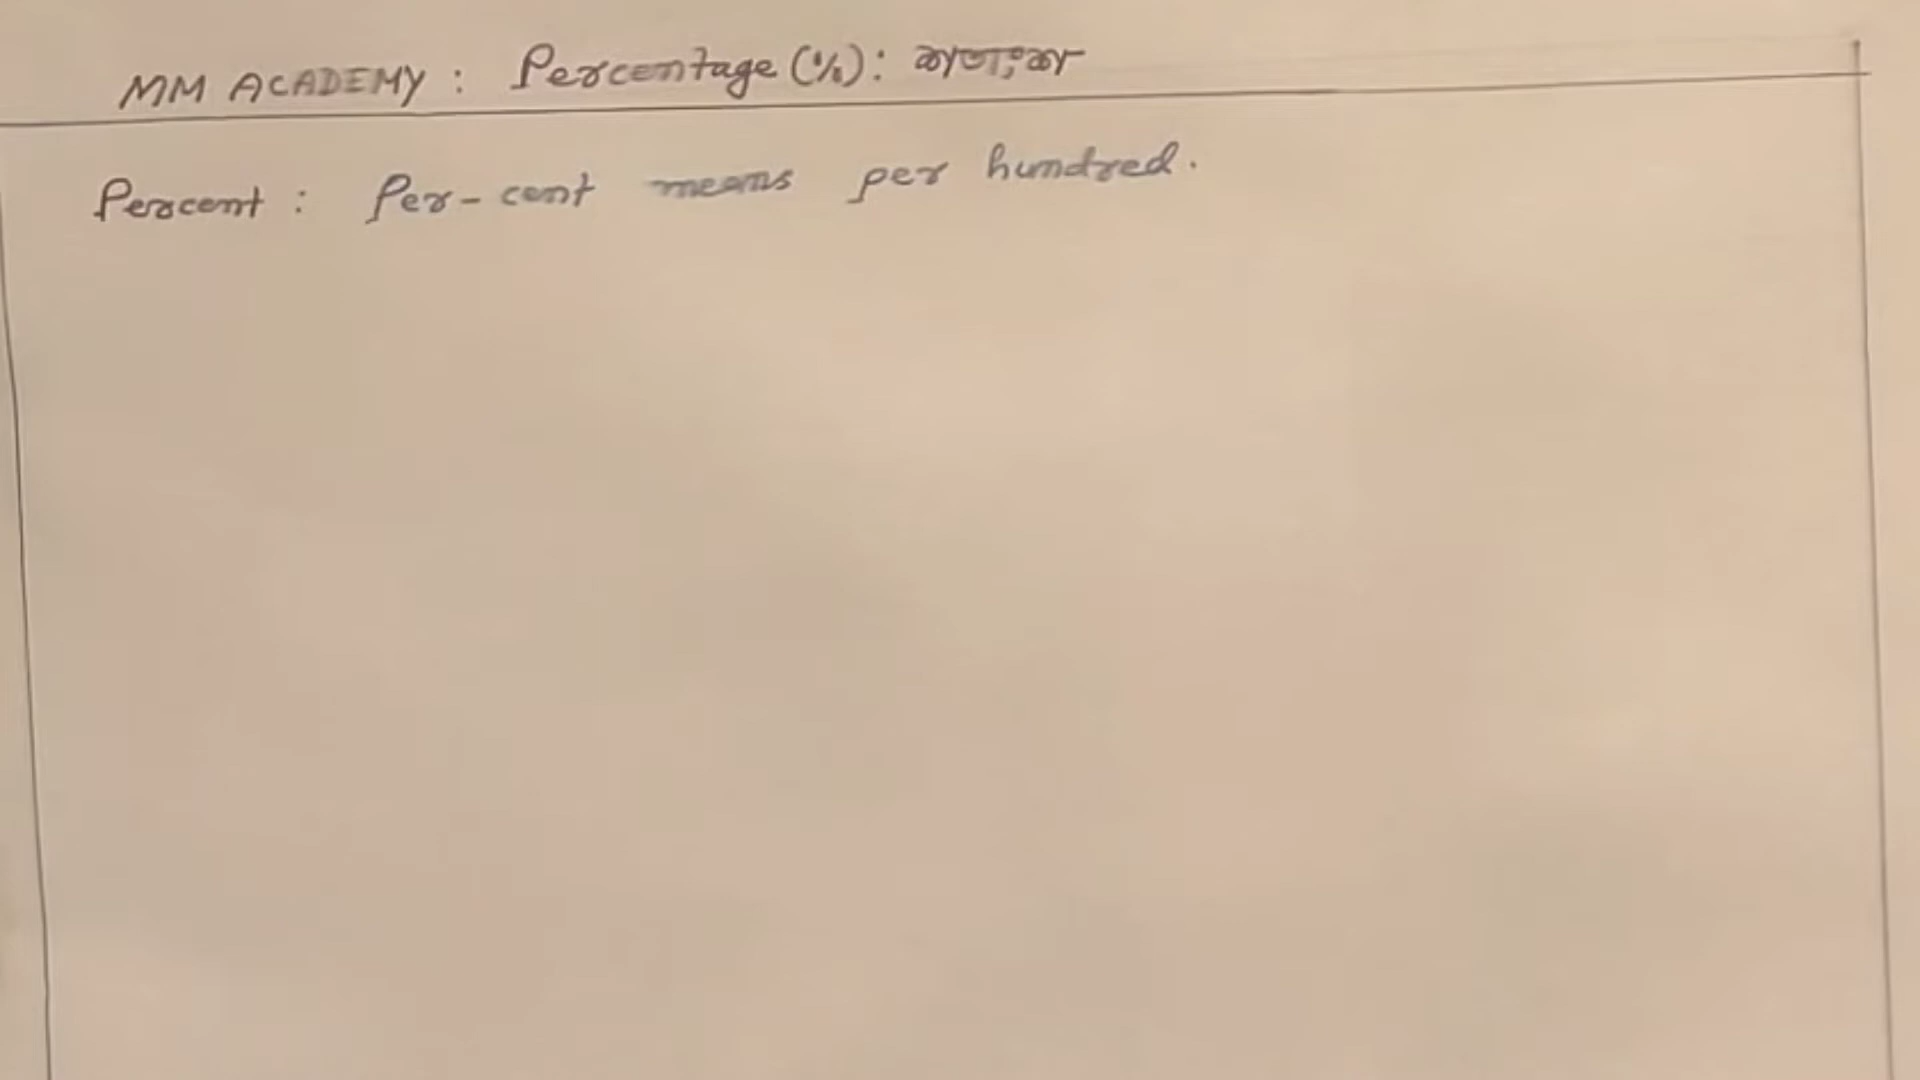 MM ACADEMY : Percentage (%) : শতাংশ
Percent : Per-cent means per hundred.